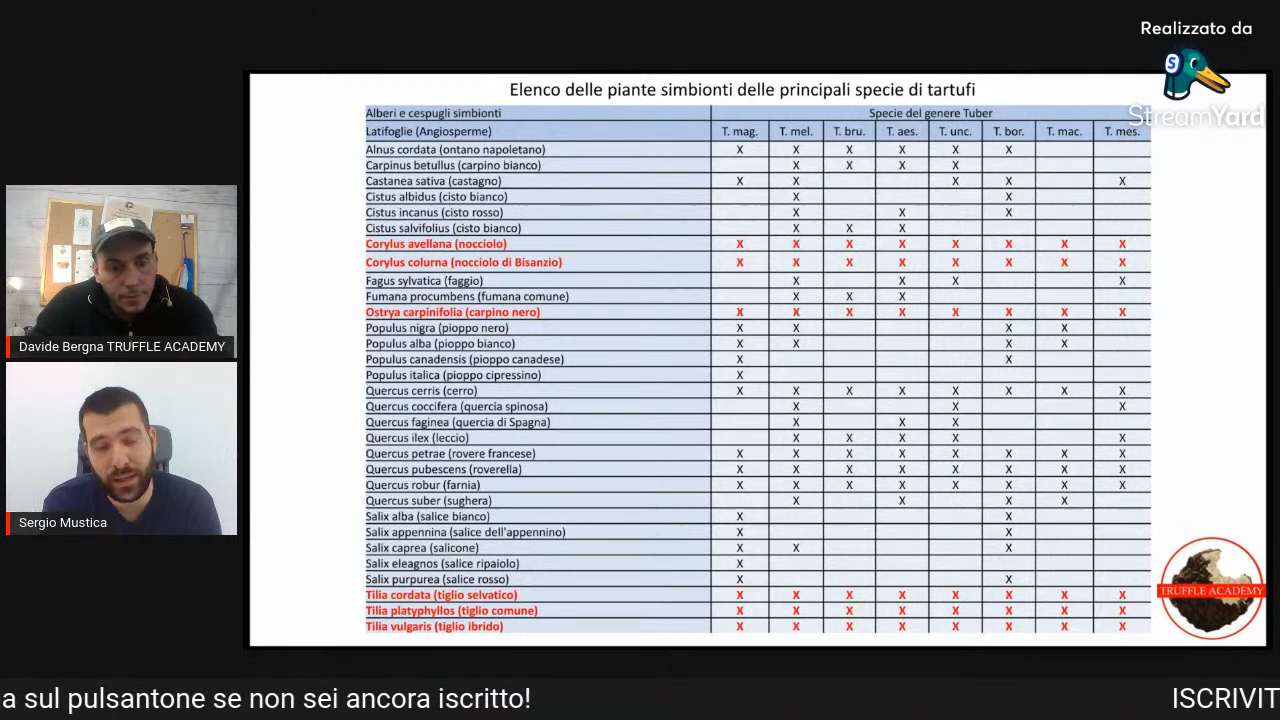 Realizzato da
S
StreamYard
Elenco delle piante simbionti delle principali specie di tartufi
Alberi e cespugli simbionti Specie del genere Tuber
Latifoglie (Angiosperme) T. mag. T. mel. T. bru. T. aes. T. unc. T. bor. T. mac. T. mes.
Alnus cordata (ontano napoletano) X X X X X X
Carpinus betullus (carpino bianco) X X X X
Castanea sativa (castagno) X X X X X
Cistus albidus (cisto bianco) X X
Cistus incanus (cisto rosso) X X X
Cistus salvifolius (cisto bianco) X X X
Corylus avellana (nocciolo) X X X X X X X X
Corylus colurna (nocciolo di Bisanzio) X X X X X X X X
Fagus sylvatica (faggio) X X X X
Fumana procumbens (fumana comune) X X X
Ostrya carpinifolia (carpino nero) X X X X X X X X
Populus nigra (pioppo nero) X X X X
Populus alba (pioppo bianco) X X X X
Populus canadensis (pioppo canadese) X X
Populus italica (pioppo cipressino) X
Quercus cerris (cerro) X X X X X X X X
Quercus coccifera (quercia spinosa) X X X
Quercus faginea (quercia di Spagna) X X X
Quercus ilex (leccio) X X X X X
Quercus petrae (rovere francese) X X X X X X X X
Quercus pubescens (roverella) X X X X X X X X
Quercus robur (farnia) X X X X X X X X
Quercus suber (sughera) X X X X
Salix alba (salice bianco) X X
Salix appennina (salice dell'appennino) X X
Salix caprea (salicone) X X X
Salix eleagnos (salice ripaiolo) X
Salix purpurea (salice rosso) X X
Tilia cordata (tiglio selvatico) X X X X X X X X
Tilia platyphyllos (tiglio comune) X X X X X X X X
Tilia vulgaris (tiglio ibrido) X X X X X X X X
TRUFFLE ACADEMY
Davide Bergna TRUFFLE ACADEMY
Sergio Mustica
a sul pulsantone se non sei ancora iscritto! ISCRIVIT